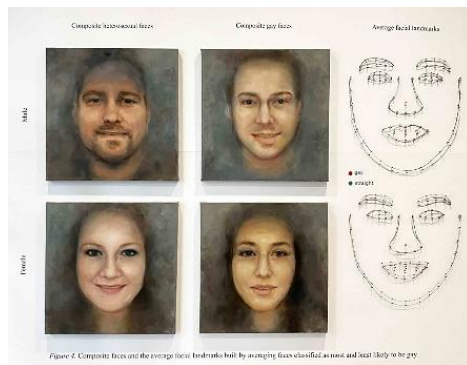 Composite heterosexual faces
Composite gay faces
Average facial landmarks
Male
gay
straight
Female
Figure 4. Composite faces and the average facial landmarks built by averaging faces classified as most and least likely to be gay.